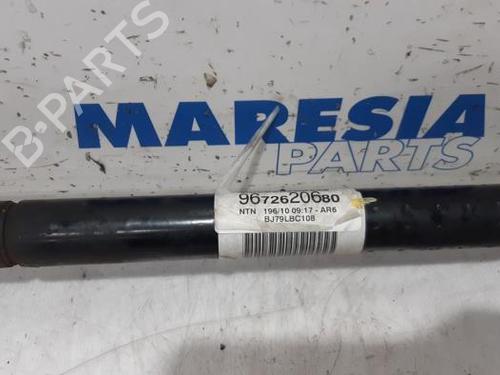 B-PARTS
MARESIA
PARTS
9672620680
NTN 196/10 09:17 - AR6
BJ79LBC108